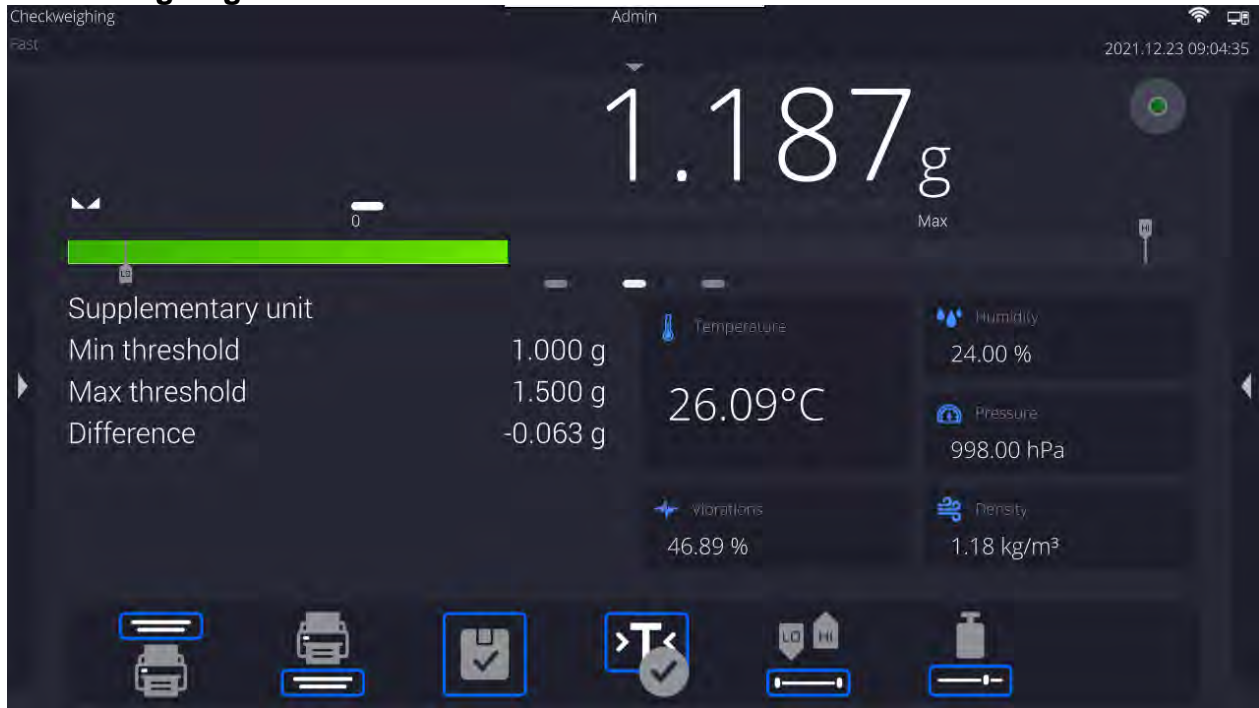 Checkweighing
Admin
Fast
2021.12.23 09:04:35
1.187 g
Max
0
HI
LO
Supplementary unit
Min threshold 1.000 g
Max threshold 1.500 g
Difference -0.063 g
Temperature
26.09°C
Humidity
24.00 %
Pressure
998.00 hPa
Vibrations
46.89 %
Density
1.18 kg/m³
>T<
LO HI